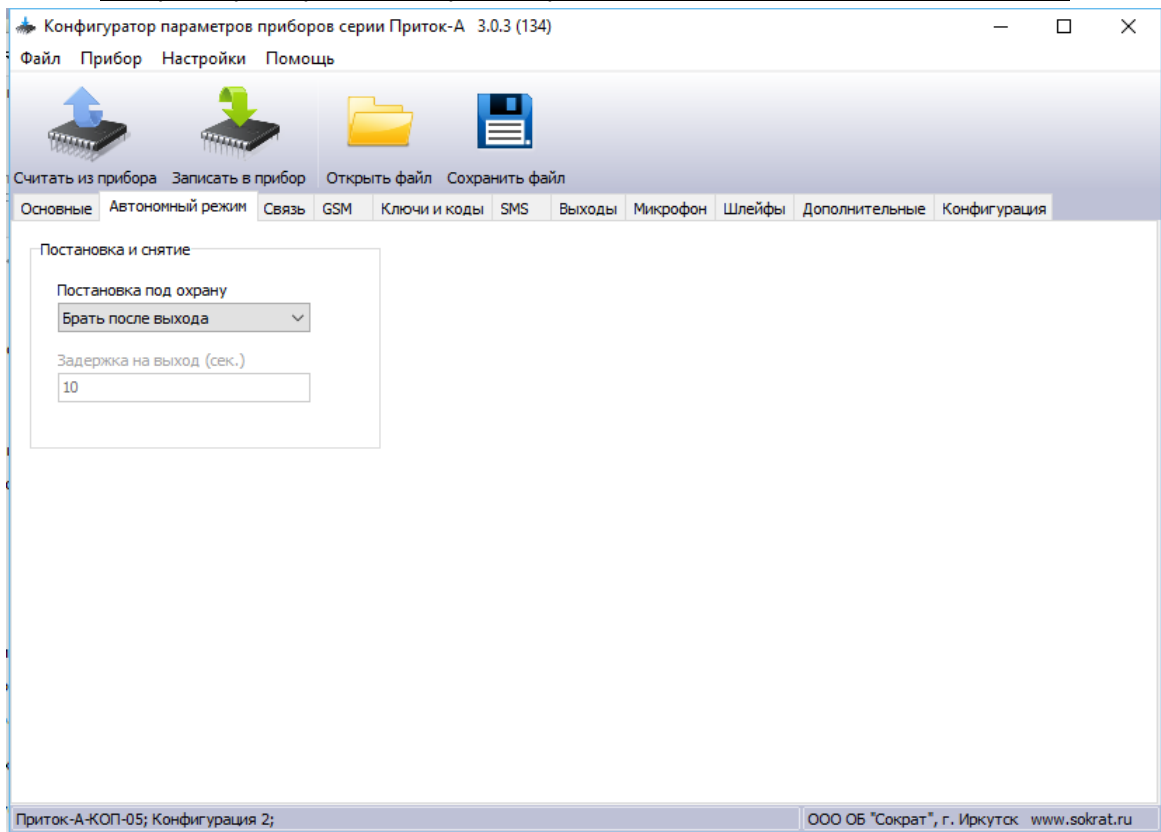 Конфигуратор параметров приборов серии Приток-А 3.0.3 (134)
Файл Прибор Настройки Помощь
Считать из прибора Записать в прибор Открыть файл Сохранить файл
Основные Автономный режим Связь GSM Ключи и коды SMS Выходы Микрофон Шлейфы Дополнительные Конфигурация
Постановка и снятие
Постановка под охрану
Брать после выхода
Задержка на выход (сек.)
10
Приток-А-КОП-05; Конфигурация 2; ООО ОБ "Сократ", г. Иркутск www.sokrat.ru